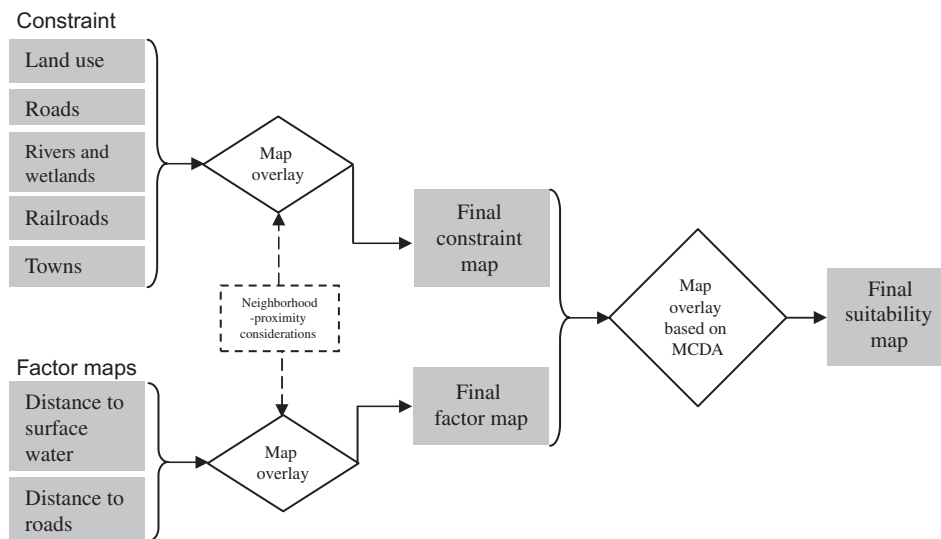 Constraint
Land use
Roads
Rivers and
wetlands
Railroads
Towns
Map
overlay
Neighborhood
-proximity
considerations
Factor maps
Distance to
surface
water
Distance to
roads
Map
overlay
Final
constraint
map
Final
factor map
Map
overlay
based on
MCDA
Final
suitability
map